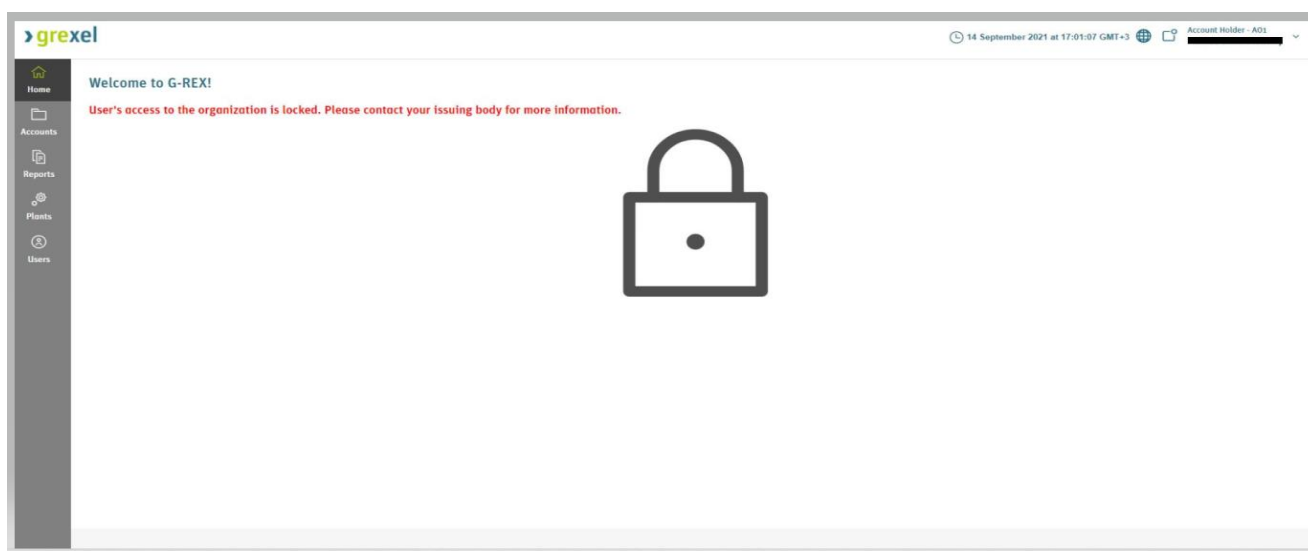 grexel
14 September 2021 at 17:01:07 GMT+3
Account Holder - AO1
Home
Accounts
Reports
Plants
Users
Welcome to G-REX!
User's access to the organization is locked. Please contact your issuing body for more information.